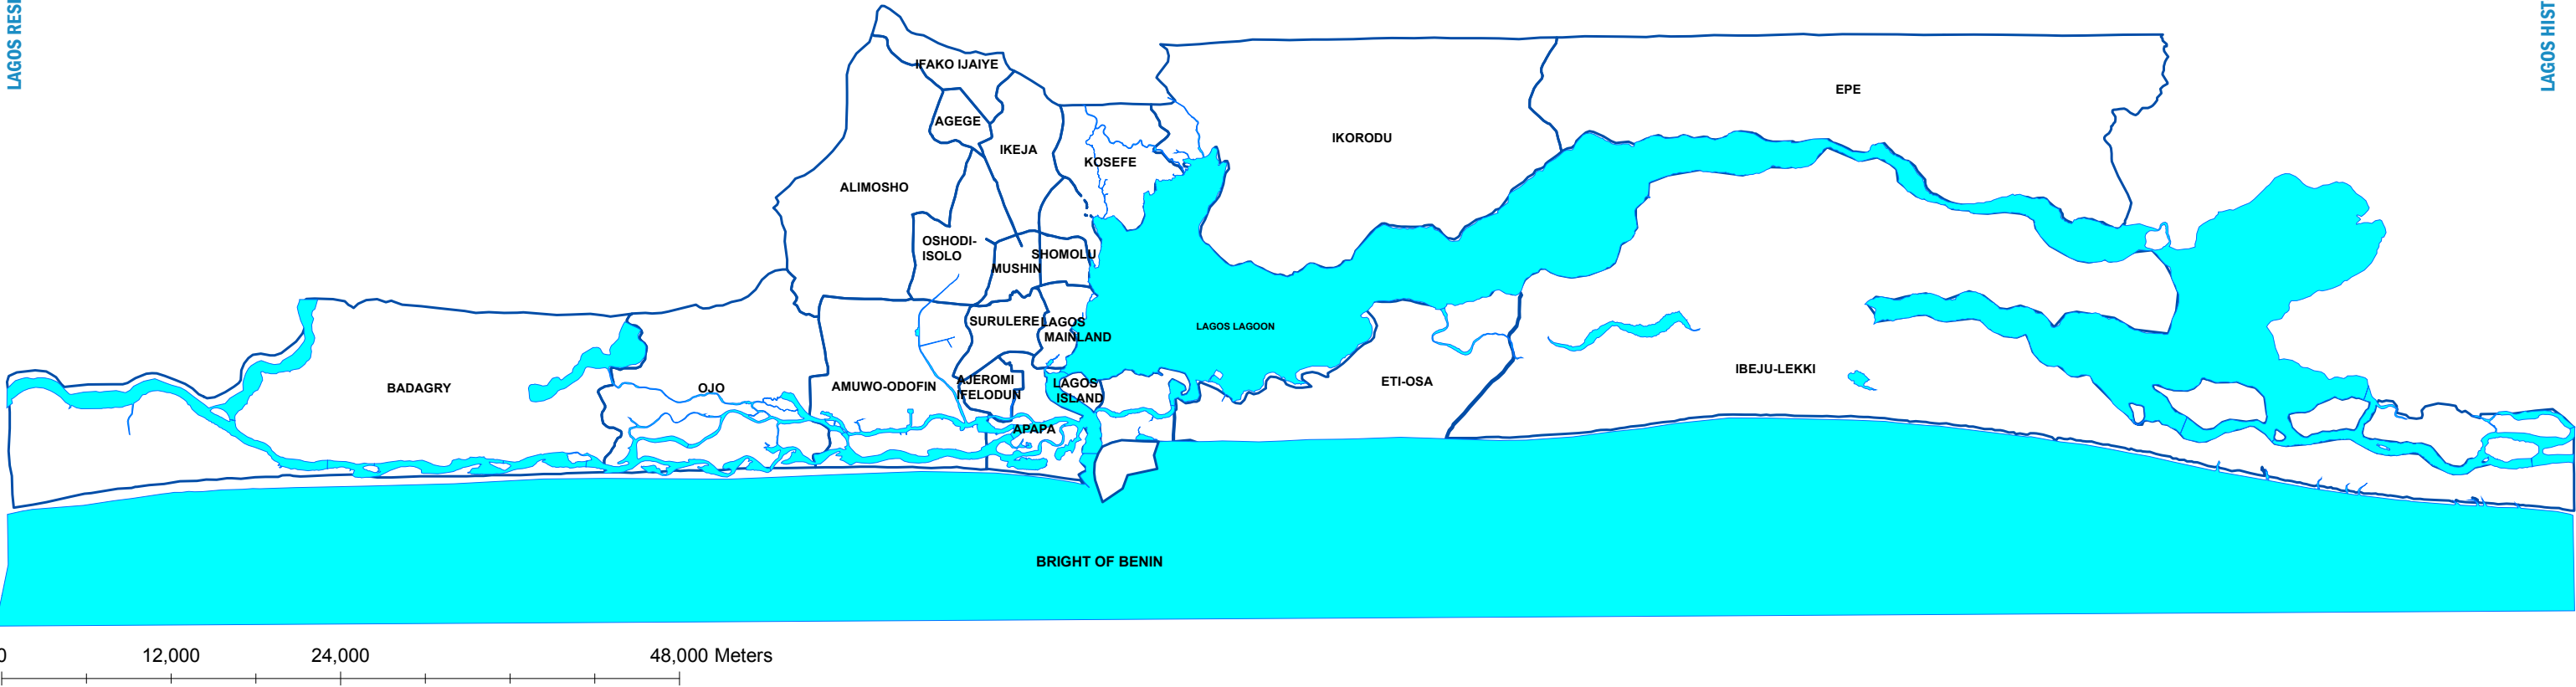 LAGOS RESE
LAGOS HIST
IFAKO IJAIYE
EPE
AGEGE
IKORODU
IKEJA
KOSEFE
ALIMOSHO
OSHODI-
ISOLO
SHOMOLU
MUSHIN
SURULERE
LAGOS
MAINLAND
LAGOS LAGOON
BADAGRY
OJO
AMUWO-ODOFIN
AJEROMI
IFELODUN
LAGOS
ISLAND
ETI-OSA
IBEJU-LEKKI
APAPA
BRIGHT OF BENIN
0 12,000 24,000 48,000 Meters